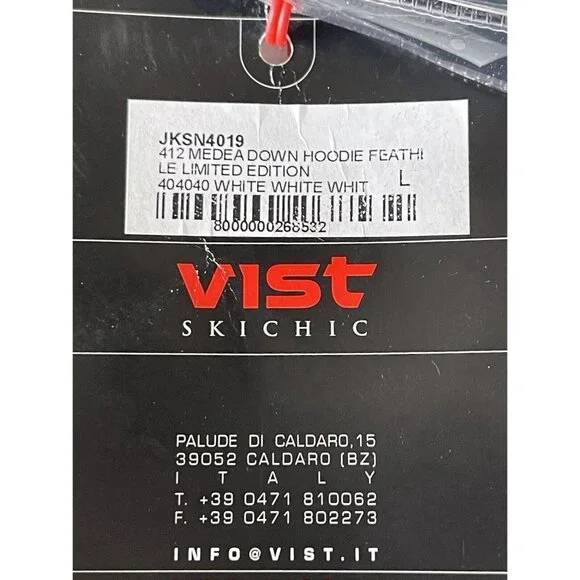 JKSN4019
412 MEDEA DOWN HOODIE FEATHI
LE LIMITED EDITION
404040 WHITE WHITE WHIT L
8000000268532
VIST
SKICHIC
PALUDE DI CALDARO,15
39052 CALDARO (BZ)
ITALY
T. +39 0471 810062
F. +39 0471 802273
INFO@VIST.IT